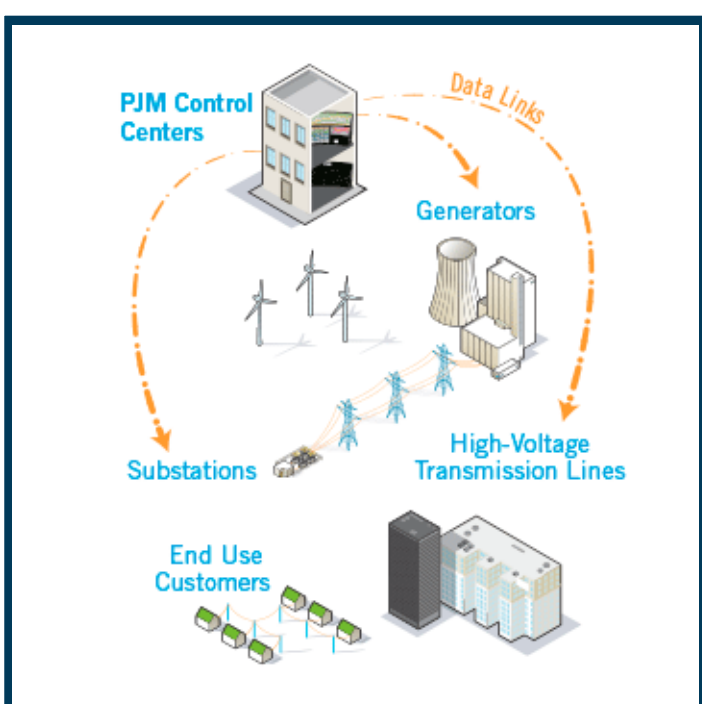 PJM Control
Centers
Data Links
Generators
Substations
High-Voltage
Transmission Lines
End Use
Customers